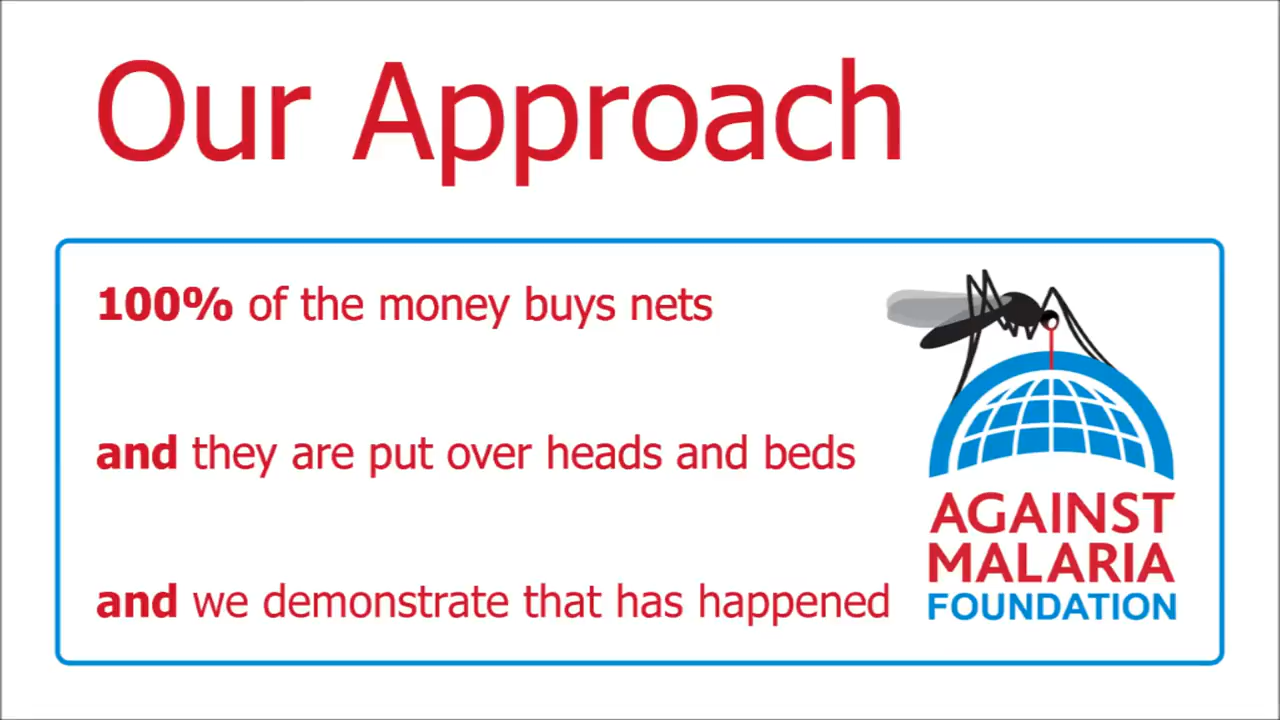 Our Approach
100% of the money buys nets
and they are put over heads and beds
and we demonstrate that has happened
AGAINST
MALARIA
FOUNDATION